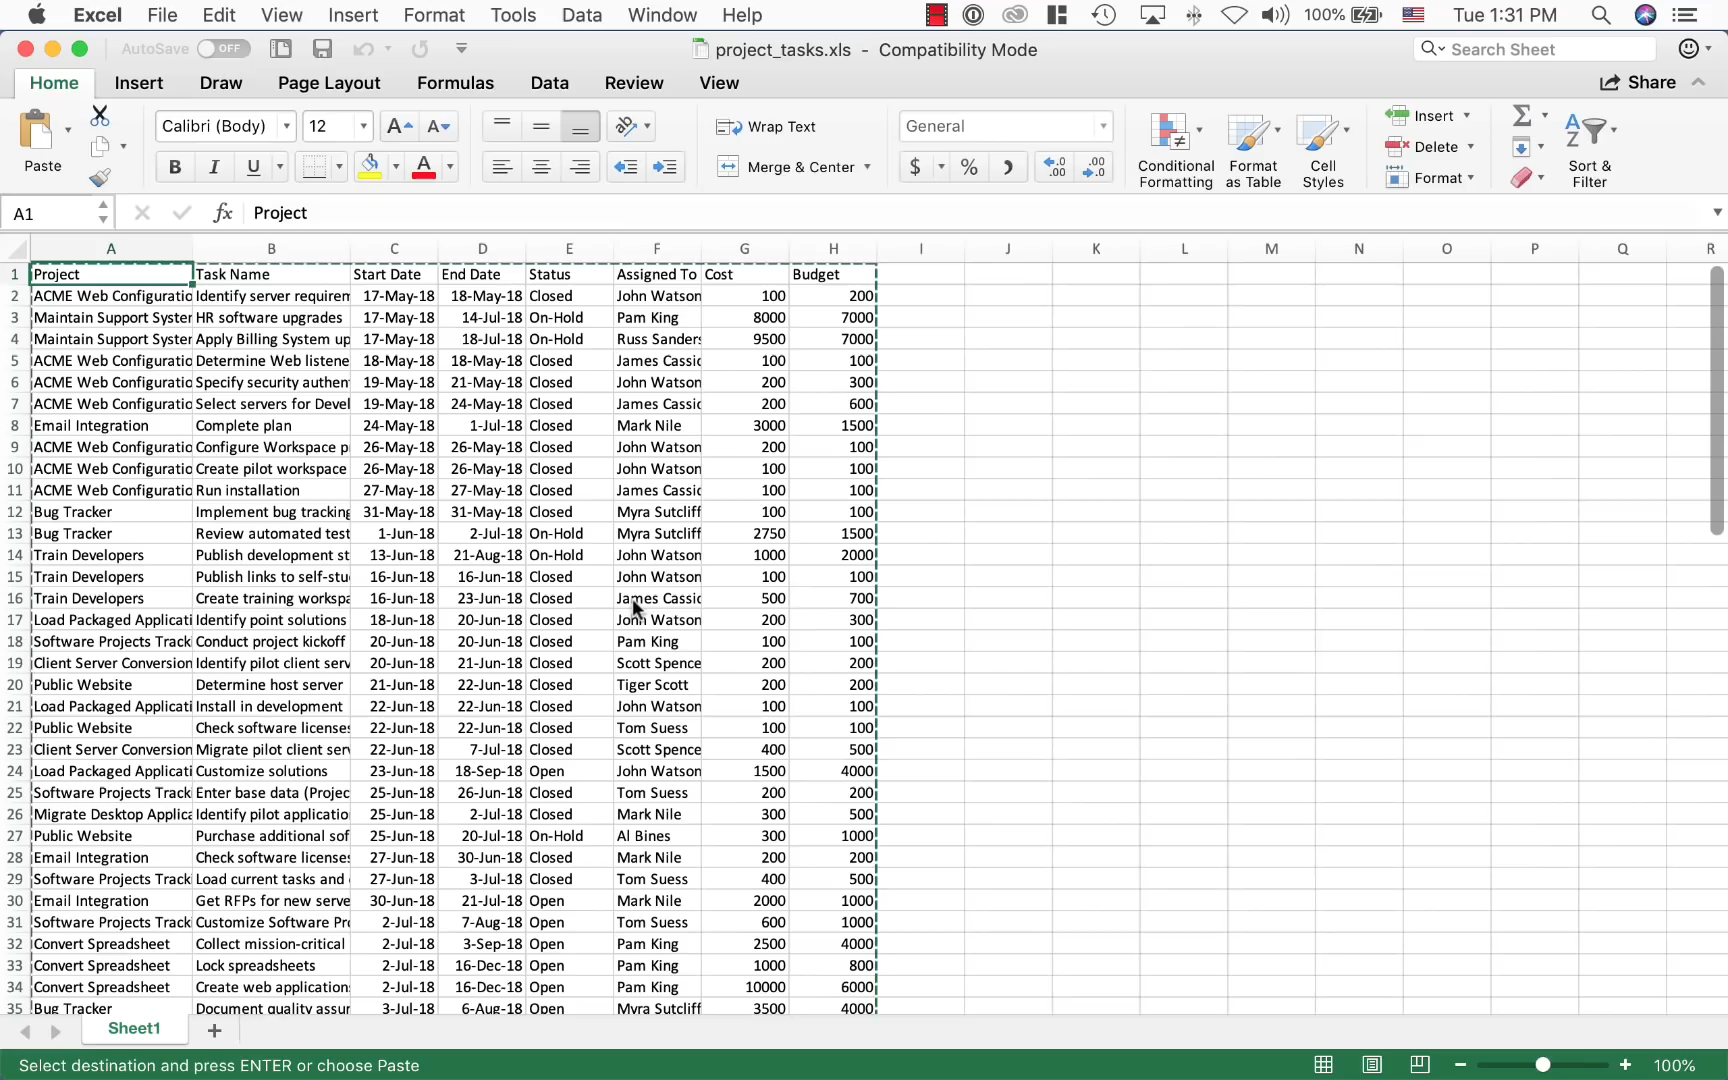 Excel File Edit View Insert Format Tools Data Window Help 100% Tue 1:31 PM
AutoSave OFF project_tasks.xls - Compatibility Mode Search Sheet
Home Insert Draw Page Layout Formulas Data Review View Share
Paste Calibri (Body) 12 A A Wrap Text General Conditional Formatting Format as Table Cell Styles Insert Delete Format Sort & Filter
B I U A Merge & Center $ %
A1 fx Project
A B C D E F G H I J K L M N O P Q R
1 Project Task Name Start Date End Date Status Assigned To Cost Budget
2 ACME Web Configuratio Identify server requirem 17-May-18 18-May-18 Closed John Watson 100 200
3 Maintain Support Syster HR software upgrades 17-May-18 14-Jul-18 On-Hold Pam King 8000 7000
4 Maintain Support Syster Apply Billing System up 17-May-18 18-Jul-18 On-Hold Russ Sanders 9500 7000
5 ACME Web Configuratio Determine Web listene 18-May-18 18-May-18 Closed James Cassic 100 100
6 ACME Web Configuratio Specify security authen 19-May-18 21-May-18 Closed John Watson 200 300
7 ACME Web Configuratio Select servers for Devel 19-May-18 24-May-18 Closed James Cassic 200 600
8 Email Integration Complete plan 24-May-18 1-Jul-18 Closed Mark Nile 3000 1500
9 ACME Web Configuratio Configure Workspace p 26-May-18 26-May-18 Closed John Watson 200 100
10 ACME Web Configuratio Create pilot workspace 26-May-18 26-May-18 Closed John Watson 100 100
11 ACME Web Configuratio Run installation 27-May-18 27-May-18 Closed James Cassic 100 100
12 Bug Tracker Implement bug tracking 31-May-18 31-May-18 Closed Myra Sutcliff 100 100
13 Bug Tracker Review automated test 1-Jun-18 2-Jul-18 On-Hold Myra Sutcliff 2750 1500
14 Train Developers Publish development st 13-Jun-18 21-Aug-18 On-Hold John Watson 1000 2000
15 Train Developers Publish links to self-stu 16-Jun-18 16-Jun-18 Closed John Watson 100 100
16 Train Developers Create training workspa 16-Jun-18 23-Jun-18 Closed James Cassic 500 700
17 Load Packaged Applicati Identify point solutions 18-Jun-18 20-Jun-18 Closed John Watson 200 300
18 Software Projects Track Conduct project kickoff 20-Jun-18 20-Jun-18 Closed Pam King 100 100
19 Client Server Conversion Identify pilot client serv 20-Jun-18 21-Jun-18 Closed Scott Spence 200 200
20 Public Website Determine host server 21-Jun-18 22-Jun-18 Closed Tiger Scott 200 200
21 Load Packaged Applicati Install in development 22-Jun-18 22-Jun-18 Closed John Watson 100 100
22 Public Website Check software licenses 22-Jun-18 22-Jun-18 Closed Tom Suess 100 100
23 Client Server Conversion Migrate pilot client serv 22-Jun-18 7-Jul-18 Closed Scott Spence 400 500
24 Load Packaged Applicati Customize solutions 23-Jun-18 18-Sep-18 Open John Watson 1500 4000
25 Software Projects Track Enter base data (Projec 25-Jun-18 26-Jun-18 Closed Tom Suess 200 200
26 Migrate Desktop Applica Identify pilot applicatio 25-Jun-18 2-Jul-18 Closed Mark Nile 300 500
27 Public Website Purchase additional sof 25-Jun-18 20-Jul-18 On-Hold Al Bines 300 1000
28 Email Integration Check software licenses 27-Jun-18 30-Jun-18 Closed Mark Nile 200 200
29 Software Projects Track Load current tasks and 27-Jun-18 3-Jul-18 Closed Tom Suess 400 500
30 Email Integration Get RFPs for new serve 30-Jun-18 21-Jul-18 Open Mark Nile 2000 1000
31 Software Projects Track Customize Software Pr 2-Jul-18 7-Aug-18 Open Tom Suess 600 1000
32 Convert Spreadsheet Collect mission-critical 2-Jul-18 3-Sep-18 Open Pam King 2500 4000
33 Convert Spreadsheet Lock spreadsheets 2-Jul-18 16-Dec-18 Open Pam King 1000 800
34 Convert Spreadsheet Create web application 2-Jul-18 16-Dec-18 Open Pam King 10000 6000
35 Bug Tracker Document quality assur 3-Jul-18 6-Aug-18 Open Myra Sutcliff 3500 4000
Sheet1
Select destination and press ENTER or choose Paste 100%